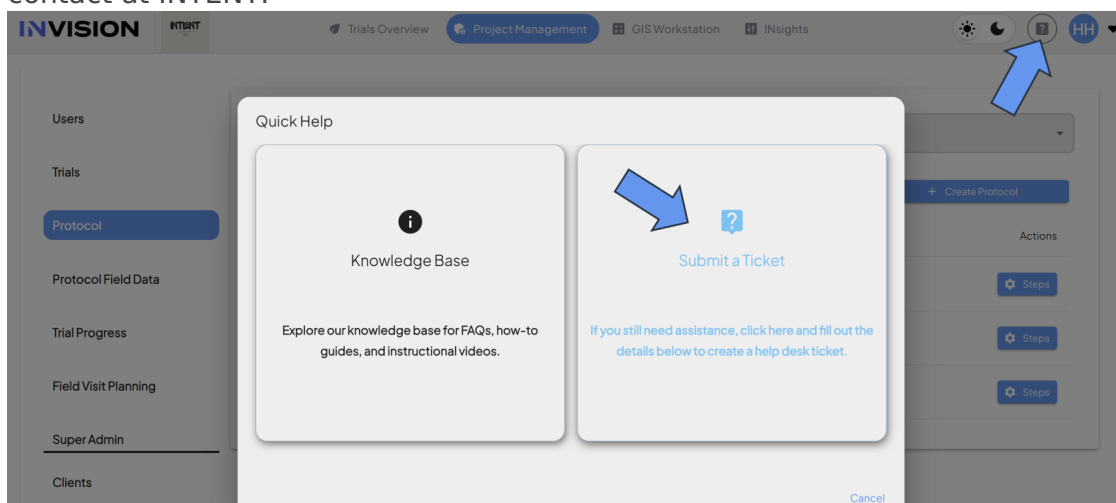 contact at INTENT.
INVISION INTENT Trials Overview Project Management GIS Workstation INsights HH
Users
Quick Help
Trials
+ Create Protocol
Protocol
Actions
Knowledge Base
Submit a Ticket
Protocol Field Data
Steps
Explore our knowledge base for FAQs, how-to
guides, and instructional videos.
If you still need assistance, click here and fill out the
details below to create a help desk ticket.
Trial Progress
Steps
Field Visit Planning
Steps
Super Admin
Clients
Cancel